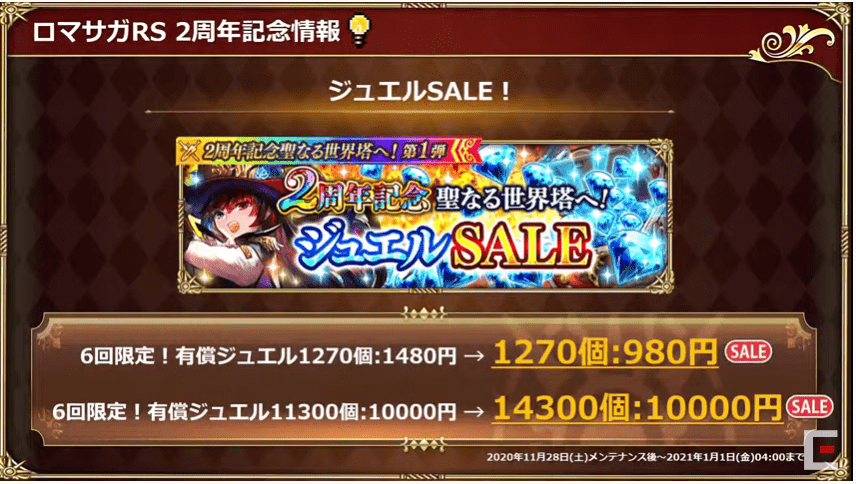 ロマサガRS 2周年記念情報
ジュエルSALE！
2周年記念聖なる世界塔へ！第1弾
2周年記念 聖なる世界塔へ！
ジュエルSALE
6回限定！有償ジュエル1270個:1480円 → 1270個:980円 SALE
6回限定！有償ジュエル11300個:10000円 → 14300個:10000円 SALE
2020年11月28日(土)メンテナンス後～2021年1月1日(金)04:00まで